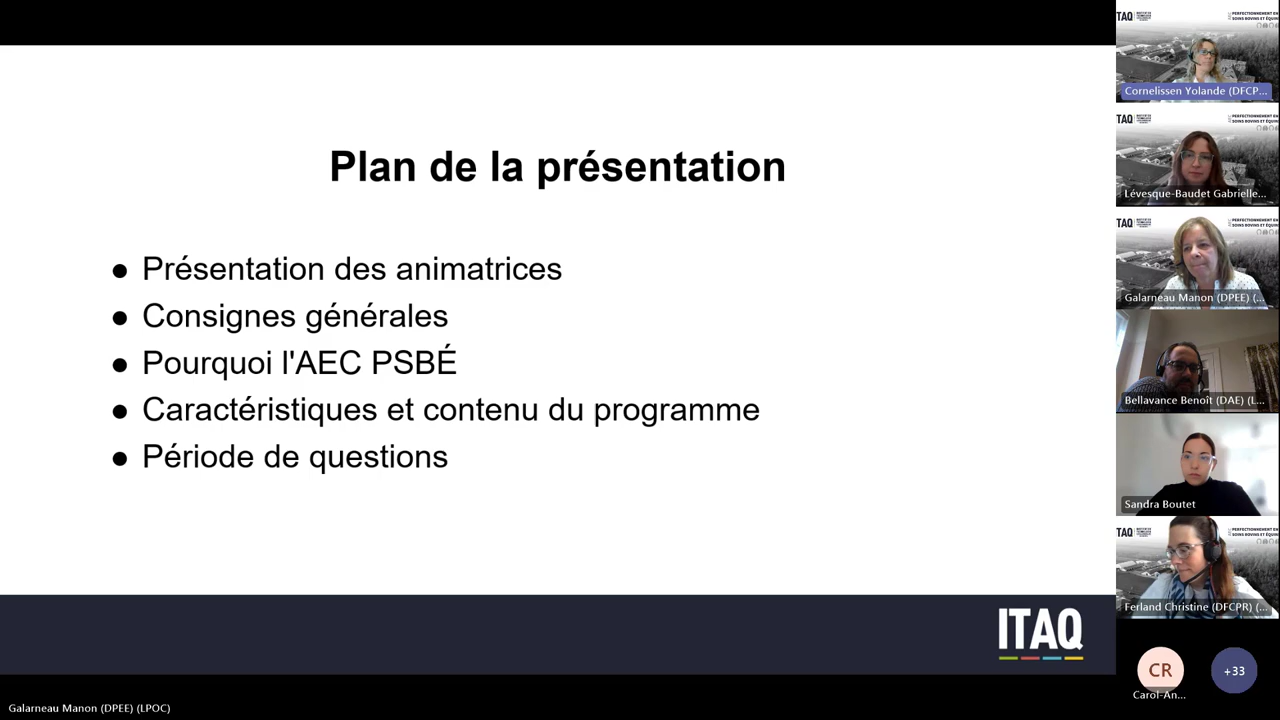 Plan de la présentation
● Présentation des animatrices
● Consignes générales
● Pourquoi l'AEC PSBÉ
● Caractéristiques et contenu du programme
● Période de questions
ITAQ
Galarneau Manon (DPEE) (LPOC)
Cornelissen Yolande (DFCP...
Lévesque-Baudet Gabrielle...
Galarneau Manon (DPEE) (...
Bellavance Benoît (DAE) (L...
Sandra Boutet
Ferland Christine (DFCPR) (...
CR
Carol-An...
+33